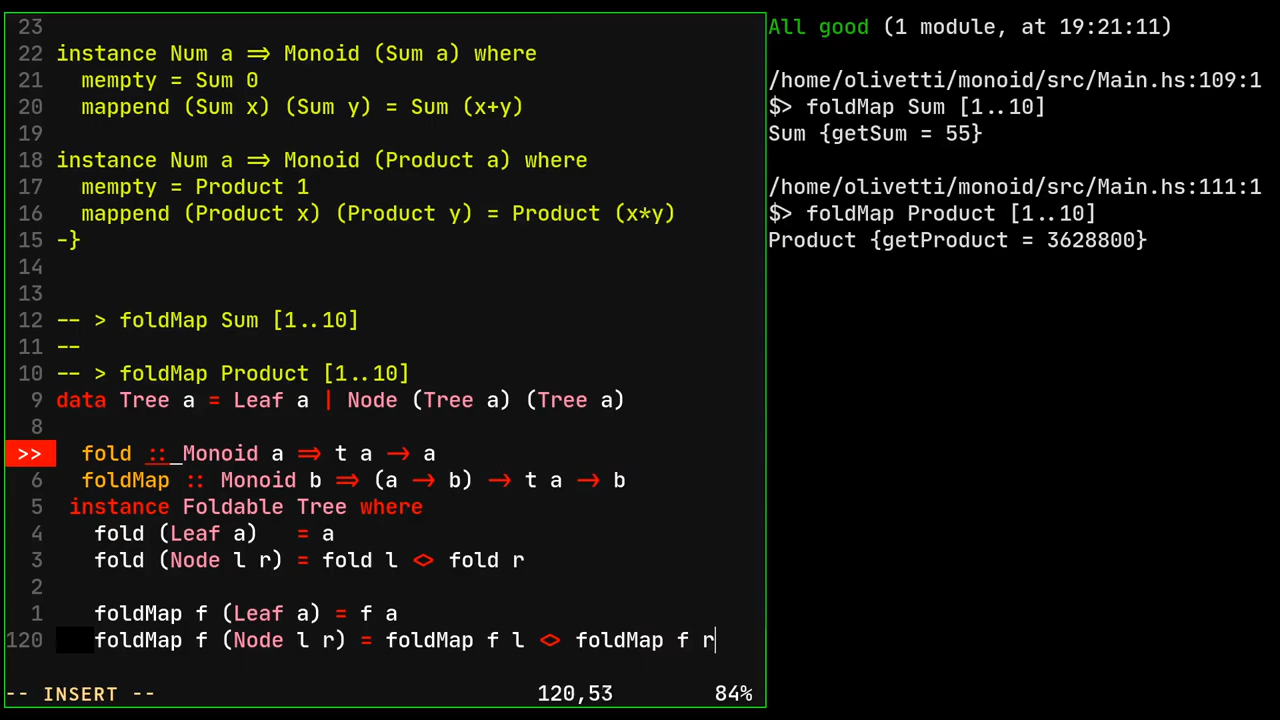 23
22 instance Num a => Monoid (Sum a) where
21   mempty = Sum 0
20   mappend (Sum x) (Sum y) = Sum (x+y)
19
18 instance Num a => Monoid (Product a) where
17   mempty = Product 1
16   mappend (Product x) (Product y) = Product (x*y)
15 -}
14
13
12 -- > foldMap Sum [1..10]
11 --
10 -- > foldMap Product [1..10]
9 data Tree a = Leaf a | Node (Tree a) (Tree a)
8
>>   fold ::_Monoid a => t a -> a
6   foldMap :: Monoid b => (a -> b) -> t a -> b
5  instance Foldable Tree where
4    fold (Leaf a)   = a
3    fold (Node l r) = fold l <> fold r
2
1    foldMap f (Leaf a) = f a
120    foldMap f (Node l r) = foldMap f l <> foldMap f r
-- INSERT -- 120,53 84%
All good (1 module, at 19:21:11)
/home/olivetti/monoid/src/Main.hs:109:1
$> foldMap Sum [1..10]
Sum {getSum = 55}
/home/olivetti/monoid/src/Main.hs:111:1
$> foldMap Product [1..10]
Product {getProduct = 3628800}